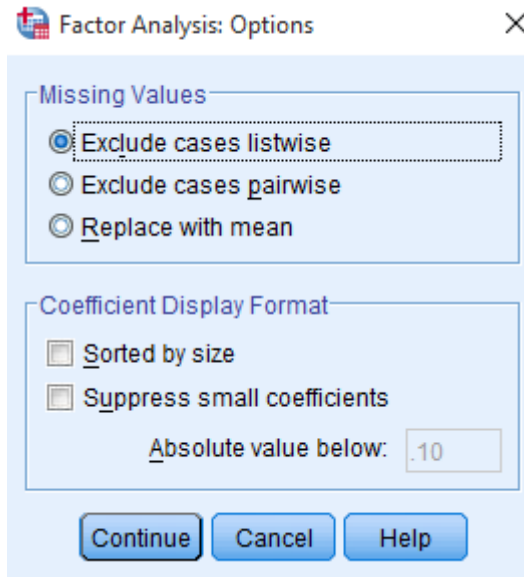 Factor Analysis: Options
Missing Values
Exclude cases listwise
Exclude cases pairwise
Replace with mean
Coefficient Display Format
Sorted by size
Suppress small coefficients
Absolute value below: .10
Continue Cancel Help